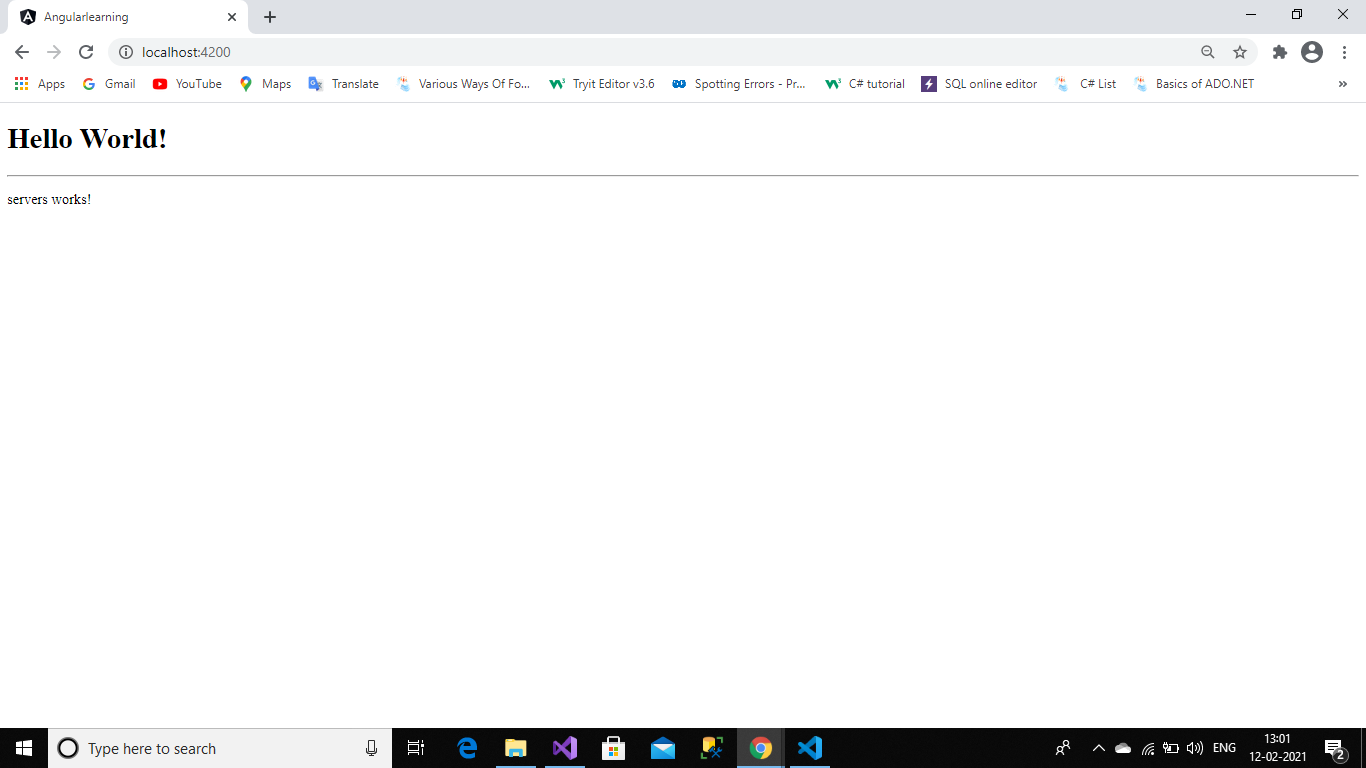 Angularlearning
localhost:4200
Apps Gmail YouTube Maps Translate Various Ways Of Fo... Tryit Editor v3.6 Spotting Errors - Pr... C# tutorial SQL online editor C# List Basics of ADO.NET
Hello World!
servers works!
Type here to search
ENG
13:01
12-02-2021
2